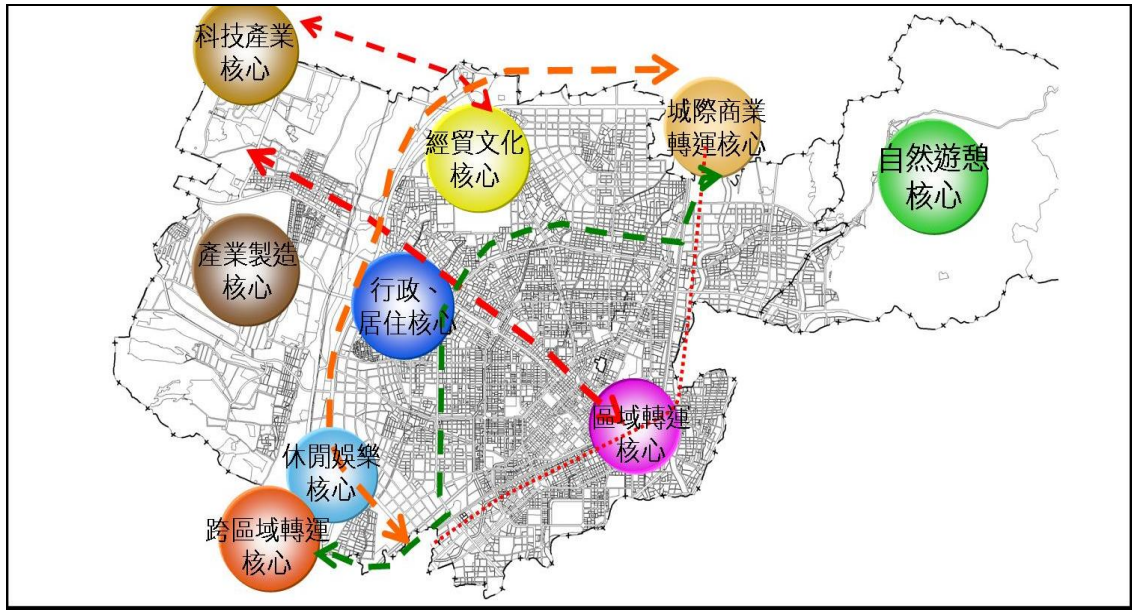 科技產業
核心
經貿文化
核心
城際商業
轉運核心
自然遊憩
核心
產業製造
核心
行政、
居住核心
區域轉運
核心
休閒娛樂
核心
跨區域轉運
核心